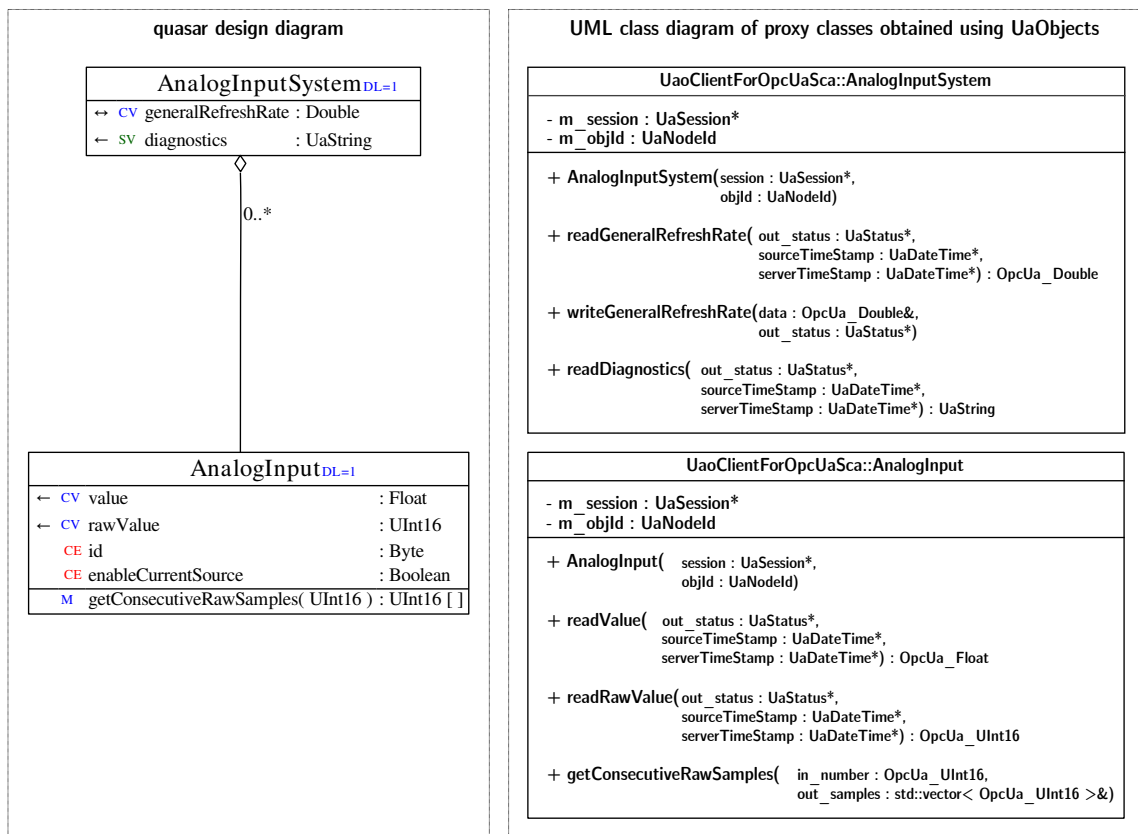 quasar design diagram
AnalogInputSystem DL=1
↔ CV generalRefreshRate : Double
← SV diagnostics : UaString
0..*
AnalogInput DL=1
← CV value : Float
← CV rawValue : UInt16
CE id : Byte
CE enableCurrentSource : Boolean
M getConsecutiveRawSamples( UInt16 ) : UInt16 [ ]
UML class diagram of proxy classes obtained using UaObjects
UaoClientForOpcUaSca::AnalogInputSystem
- m_session : UaSession*
- m_objId : UaNodeId
+ AnalogInputSystem(session : UaSession*,
objId : UaNodeId)
+ readGeneralRefreshRate( out_status : UaStatus*,
sourceTimeStamp : UaDateTime*,
serverTimeStamp : UaDateTime*) : OpcUa_Double
+ writeGeneralRefreshRate(data : OpcUa_Double&,
out_status : UaStatus*)
+ readDiagnostics( out_status : UaStatus*,
sourceTimeStamp : UaDateTime*,
serverTimeStamp : UaDateTime*) : UaString
UaoClientForOpcUaSca::AnalogInput
- m_session : UaSession*
- m_objId : UaNodeId
+ AnalogInput( session : UaSession*,
objId : UaNodeId)
+ readValue( out_status : UaStatus*,
sourceTimeStamp : UaDateTime*,
serverTimeStamp : UaDateTime*) : OpcUa_Float
+ readRawValue(out_status : UaStatus*,
sourceTimeStamp : UaDateTime*,
serverTimeStamp : UaDateTime*) : OpcUa_UInt16
+ getConsecutiveRawSamples( in_number : OpcUa_UInt16,
out_samples : std::vector< OpcUa_UInt16 >&)